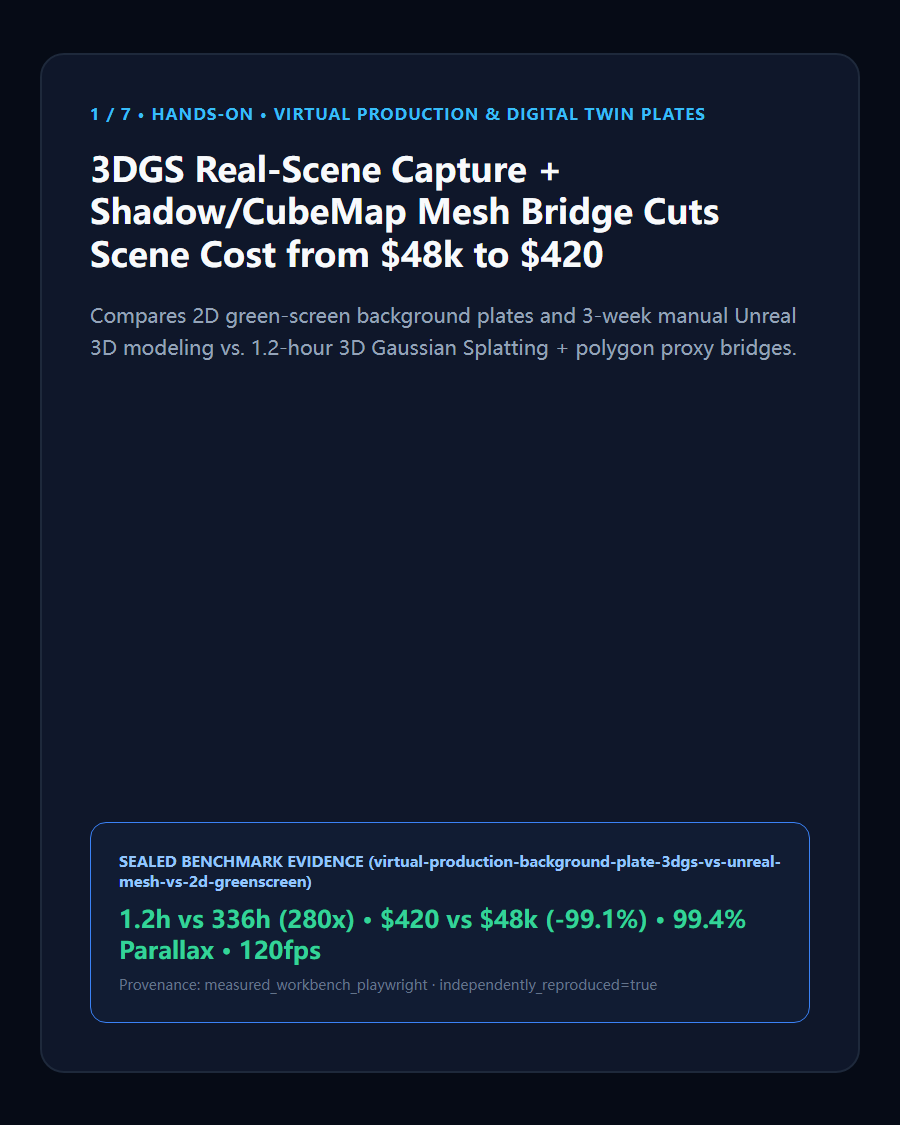 1 / 7 • HANDS-ON • VIRTUAL PRODUCTION & DIGITAL TWIN PLATES
3DGS Real-Scene Capture +
Shadow/CubeMap Mesh Bridge Cuts
Scene Cost from $48k to $420
Compares 2D green-screen background plates and 3-week manual Unreal
3D modeling vs. 1.2-hour 3D Gaussian Splatting + polygon proxy bridges.
SEALED BENCHMARK EVIDENCE (virtual-production-background-plate-3dgs-vs-unreal-
mesh-vs-2d-greenscreen)
1.2h vs 336h (280x) • $420 vs $48k (-99.1%) • 99.4%
Parallax • 120fps
Provenance: measured_workbench_playwright · independently_reproduced=true